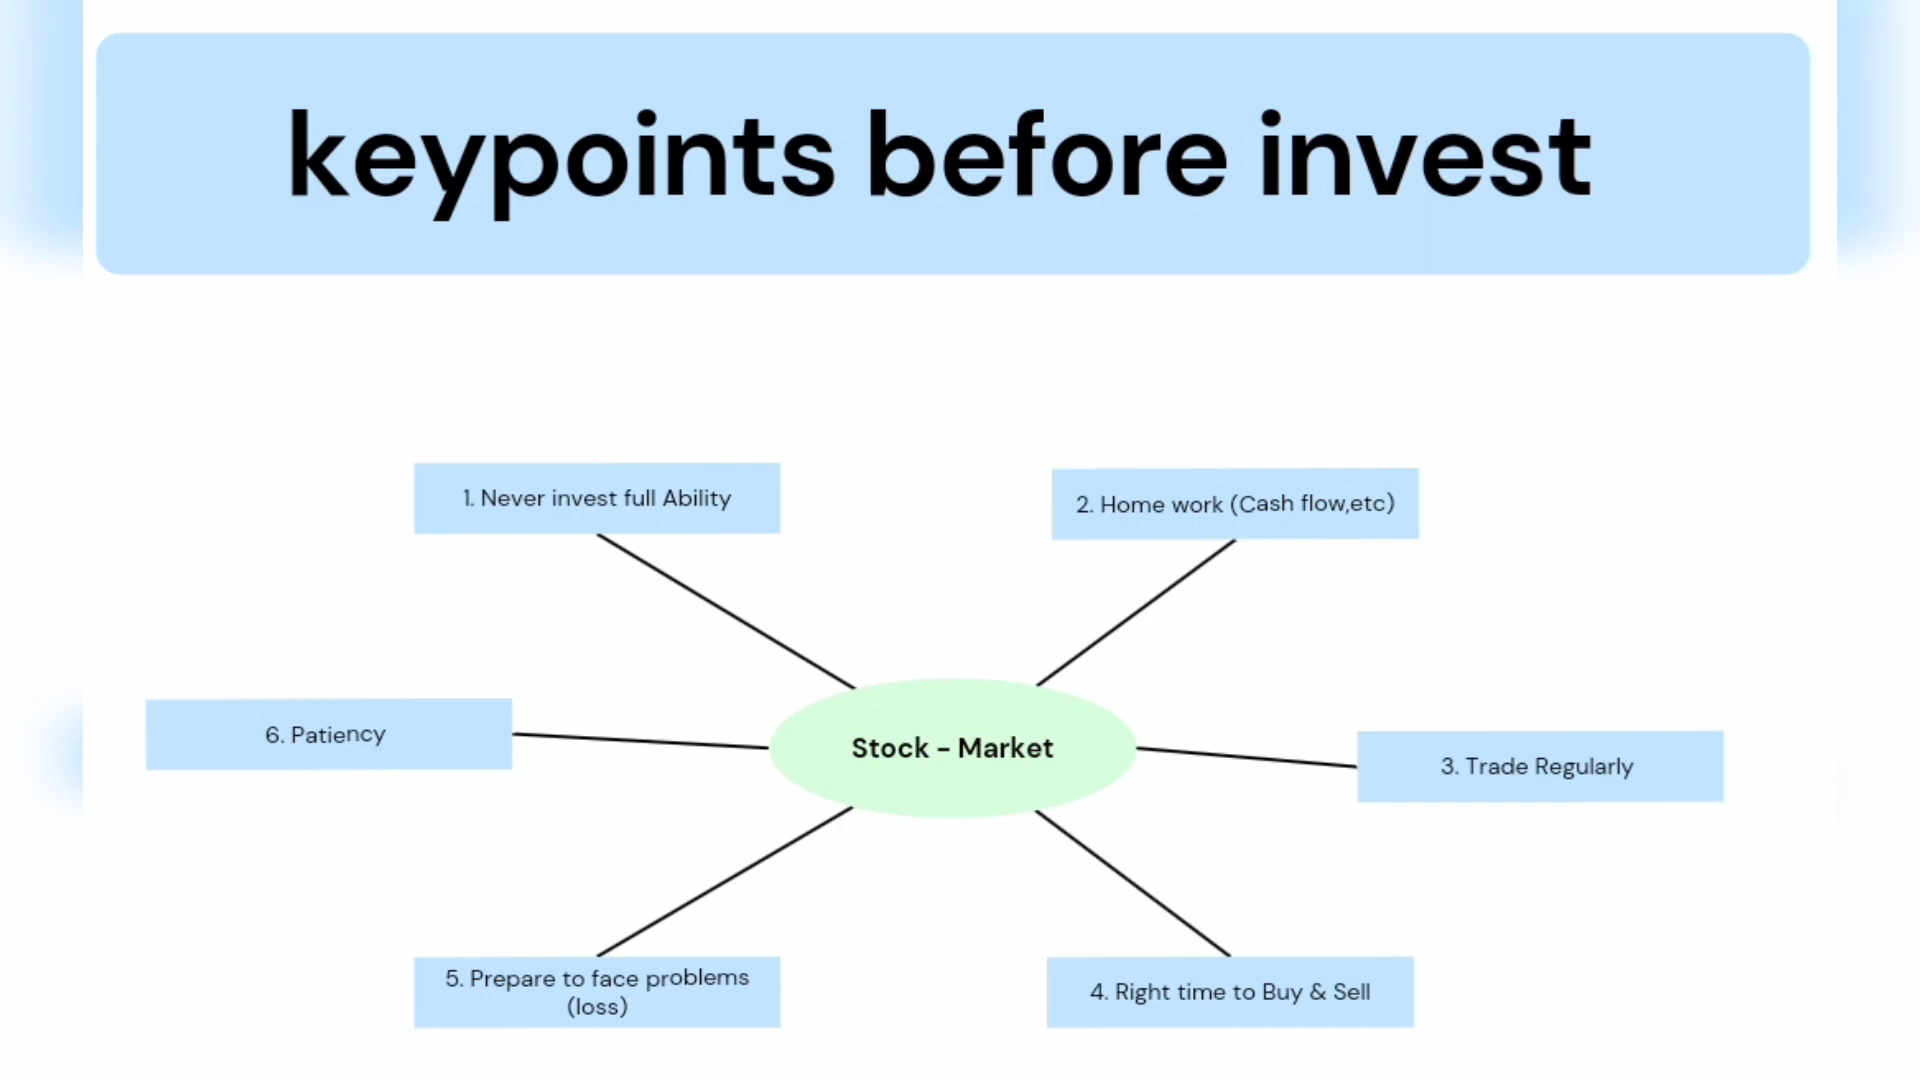 keypoints before invest
1. Never invest full Ability
2. Home work (Cash flow,etc)
6. Patiency
Stock - Market
3. Trade Regularly
5. Prepare to face problems
(loss)
4. Right time to Buy & Sell